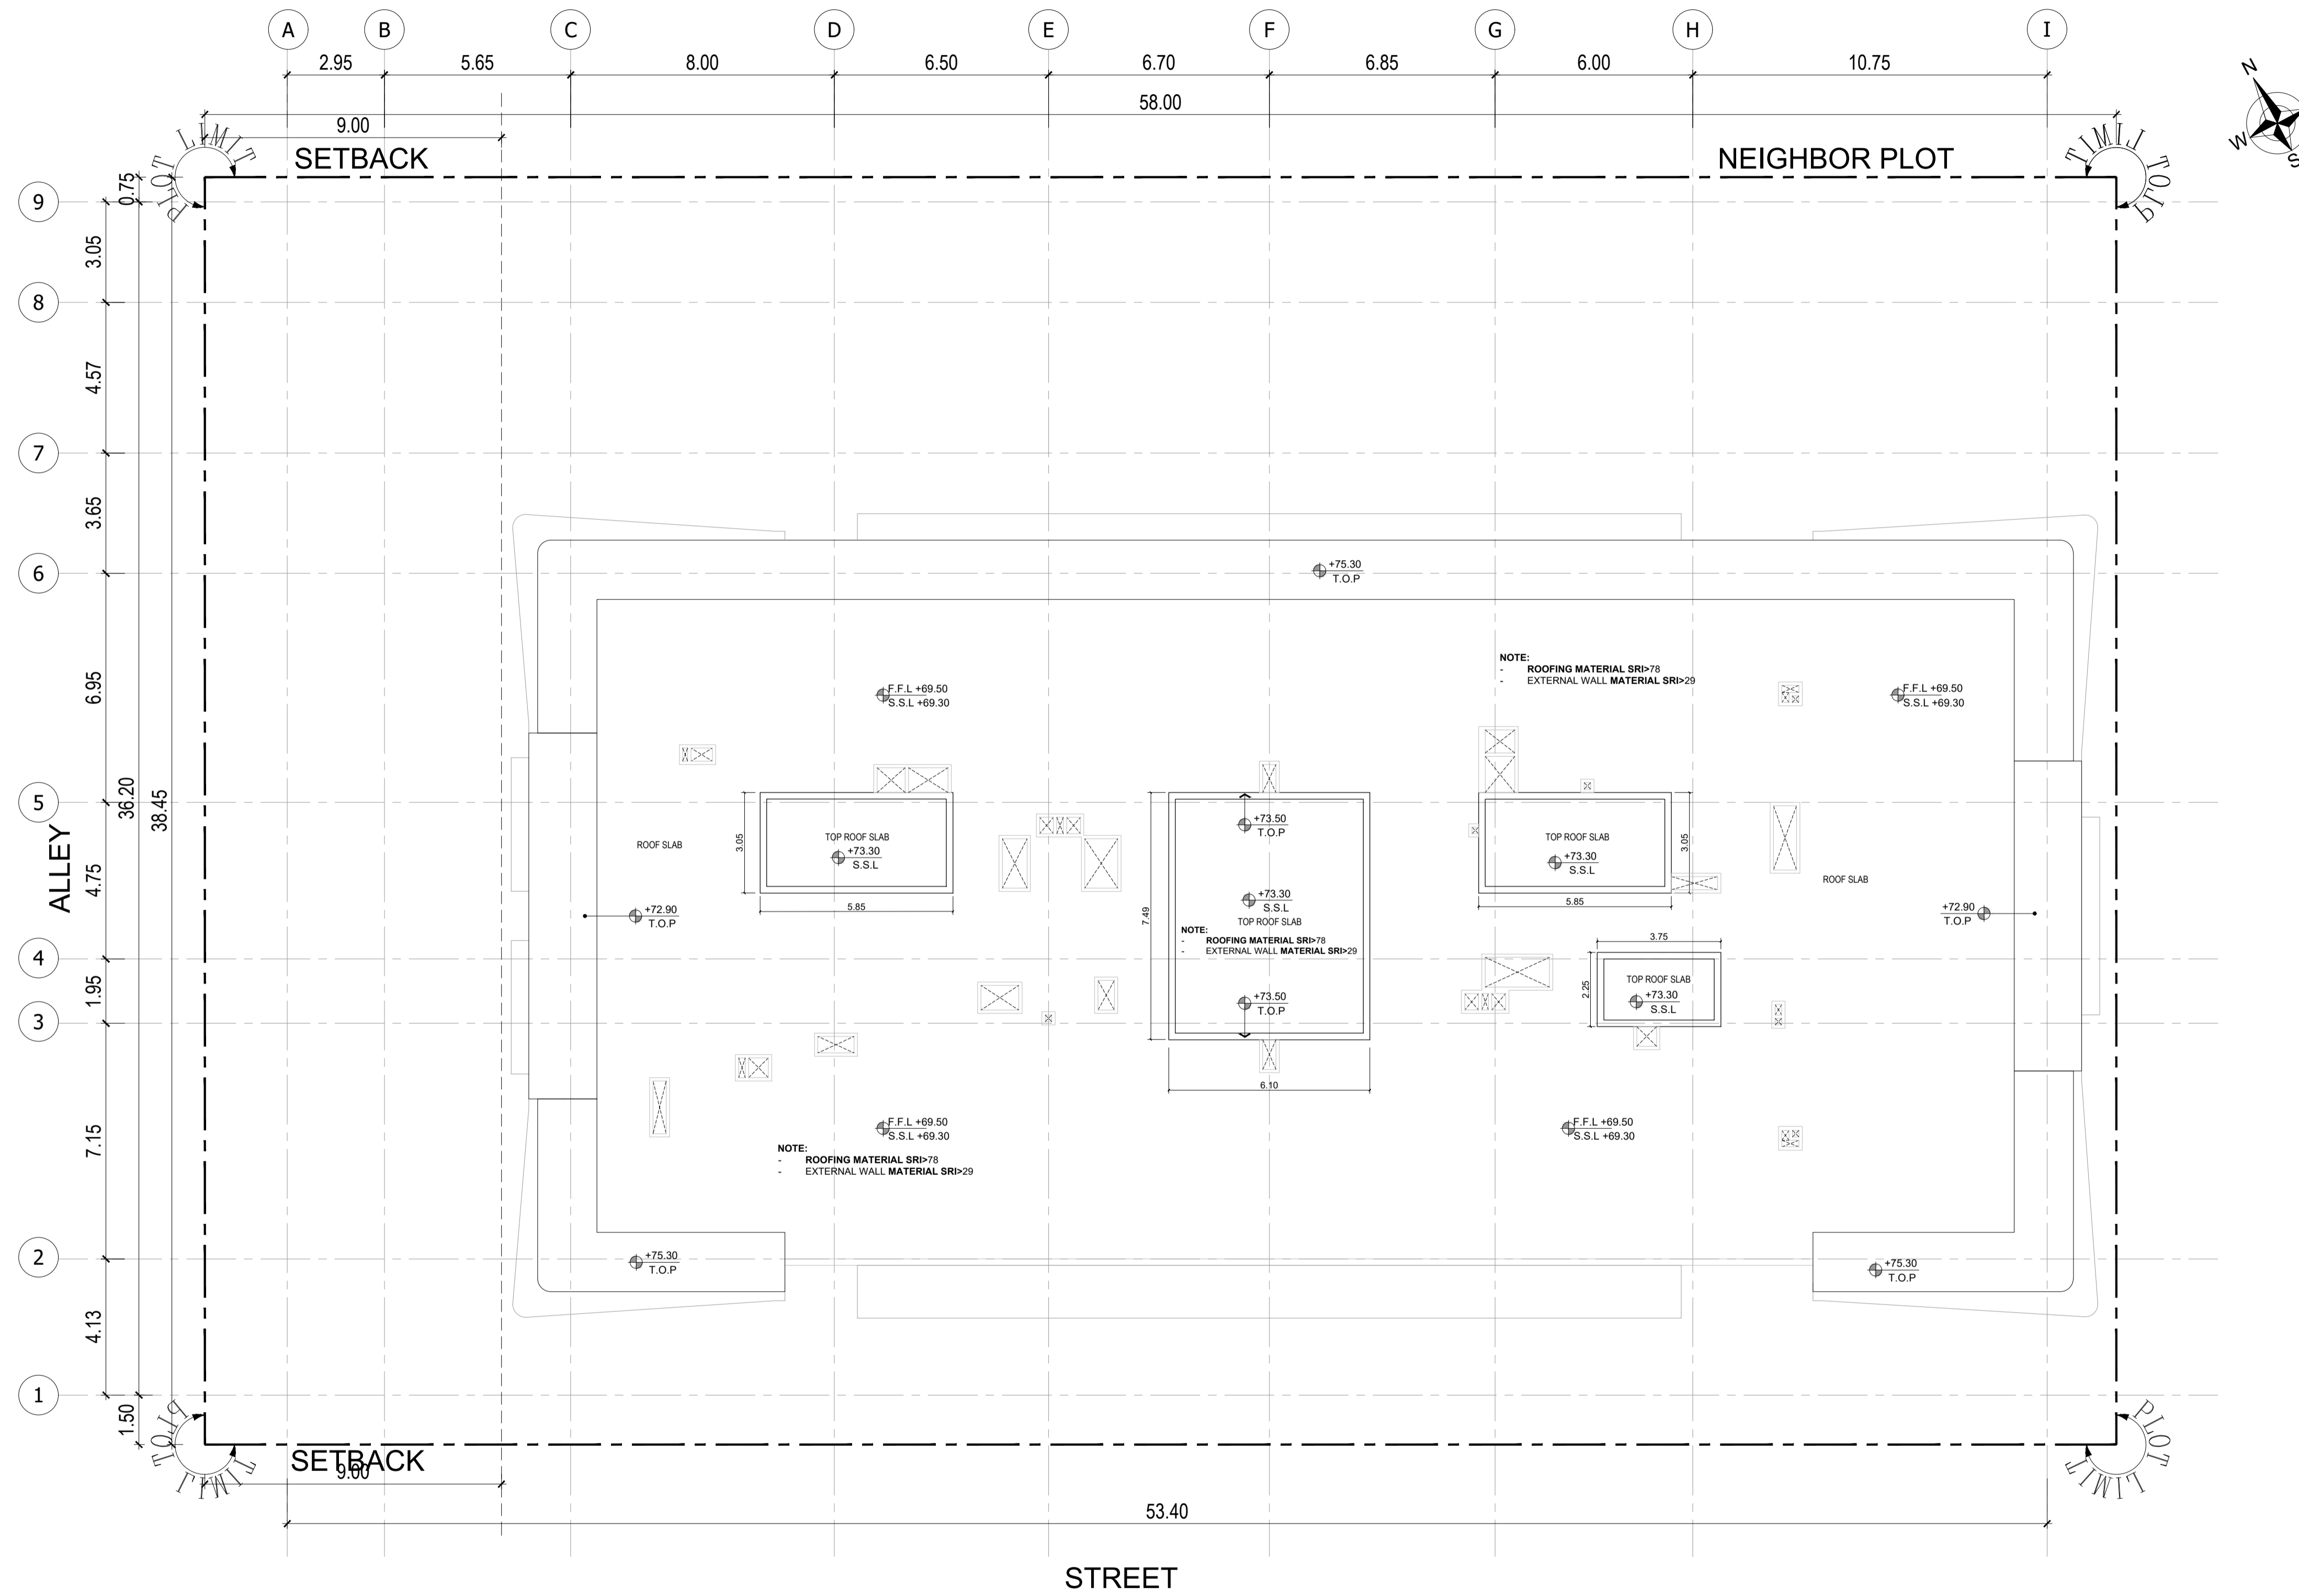 A B C D E F G H I
2.95 5.65 8.00 6.50 6.70 6.85 6.00 10.75
58.00
9.00
N
W
S
PLOT LIMIT
SETBACK
NEIGHBOR PLOT
PLOT LIMIT
0.75
9
3.05
8
4.57
7
3.65
6
+75.30
T.O.P
NOTE:
- ROOFING MATERIAL SRI>78
- EXTERNAL WALL MATERIAL SRI>29
6.95
F.F.L +69.50
S.S.L +69.30
F.F.L +69.50
S.S.L +69.30
36.20
38.45
5
ALLEY
4.75
ROOF SLAB
3.05
TOP ROOF SLAB
+73.30
S.S.L
5.85
+72.90
T.O.P
7.49
+73.50
T.O.P
+73.30
S.S.L
TOP ROOF SLAB
NOTE:
- ROOFING MATERIAL SRI>78
- EXTERNAL WALL MATERIAL SRI>29
+73.50
T.O.P
6.10
TOP ROOF SLAB
+73.30
S.S.L
3.05
5.85
ROOF SLAB
+72.90
T.O.P
3.75
2.25
TOP ROOF SLAB
+73.30
S.S.L
4
1.95
3
7.15
F.F.L +69.50
S.S.L +69.30
NOTE:
- ROOFING MATERIAL SRI>78
- EXTERNAL WALL MATERIAL SRI>29
F.F.L +69.50
S.S.L +69.30
2
+75.30
T.O.P
+75.30
T.O.P
4.13
1
1.50
PLOT LIMIT
SETBACK
9.00
PLOT LIMIT
53.40
STREET